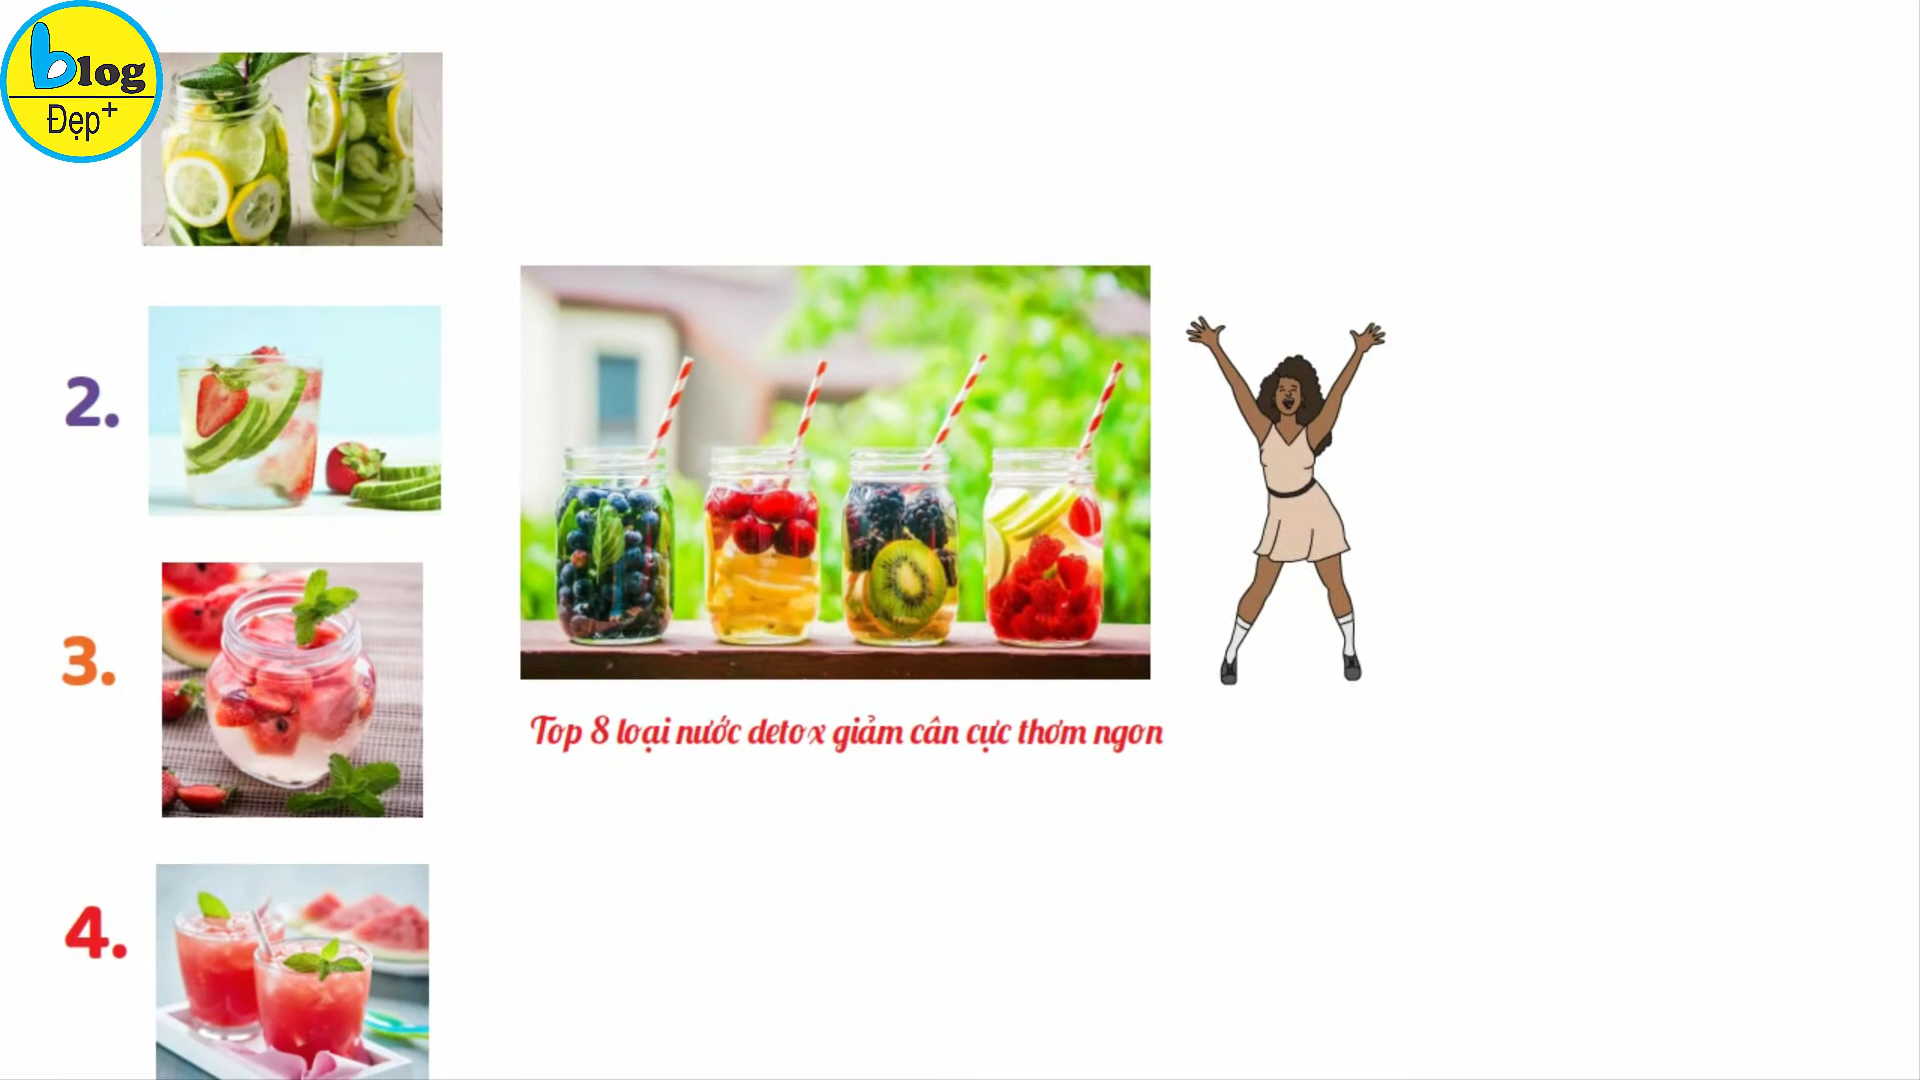 blog
Đẹp+
2.
3.
Top 8 loại nước detox giảm cân cực thơm ngon
4.